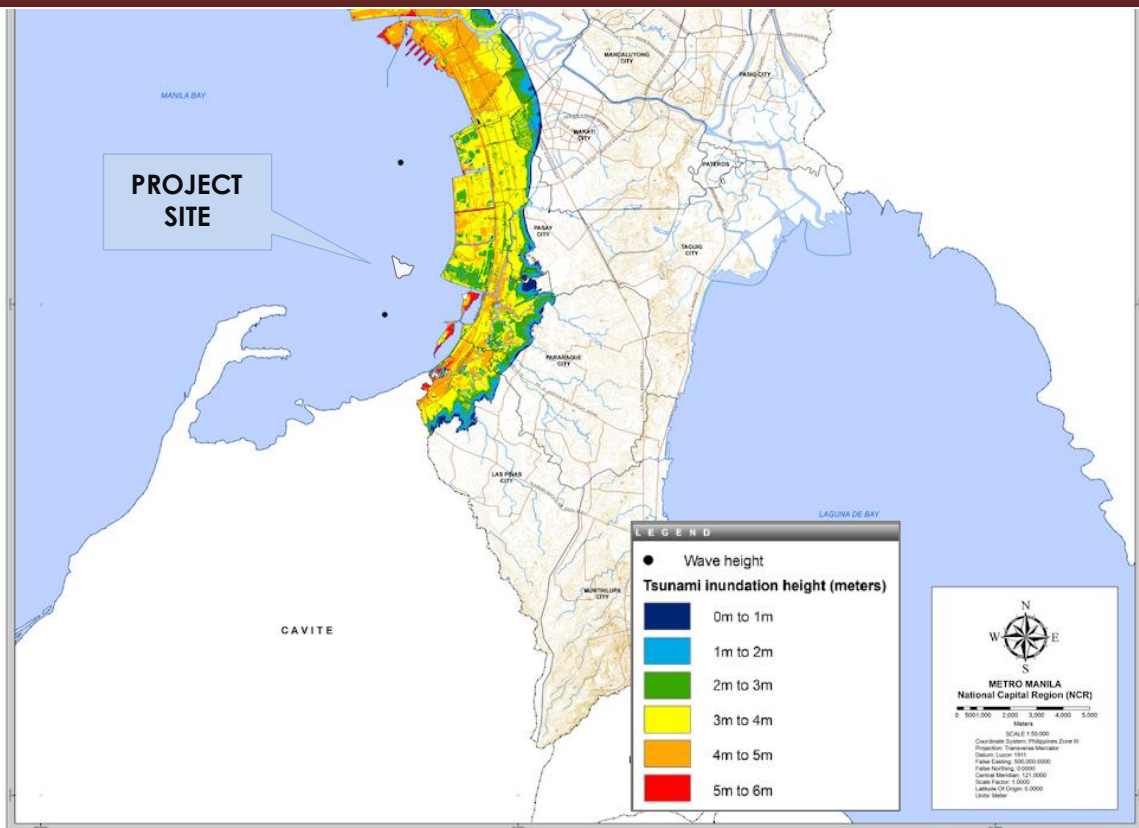 MANDALUYONG
CITY
PASIG CITY
MANILA BAY
MAKATI
CITY
PROJECT
SITE
PATEROS
PASAY
CITY
TAGUIG
CITY
PARAÑAQUE
CITY
LAS PIÑAS
CITY
LAGUNA DE BAY
LEGEND
Wave height
Tsunami inundation height (meters)
0m to 1m
1m to 2m
2m to 3m
3m to 4m
4m to 5m
5m to 6m
MUNTINLUPA
CITY
CAVITE
N
W E
S
METRO MANILA
National Capital Region (NCR)
0 500 1,000 2,000 3,000 4,000 5,000
Meters
SCALE 1:50,000
Coordinate System: Philippines Zone III
Projection: Transverse Mercator
Datum: Luzon 1911
False Easting: 500,000.0000
False Northing: 0.0000
Central Meridian: 121.0000
Scale Factor: 1.0000
Latitude Of Origin: 0.0000
Units: Meter